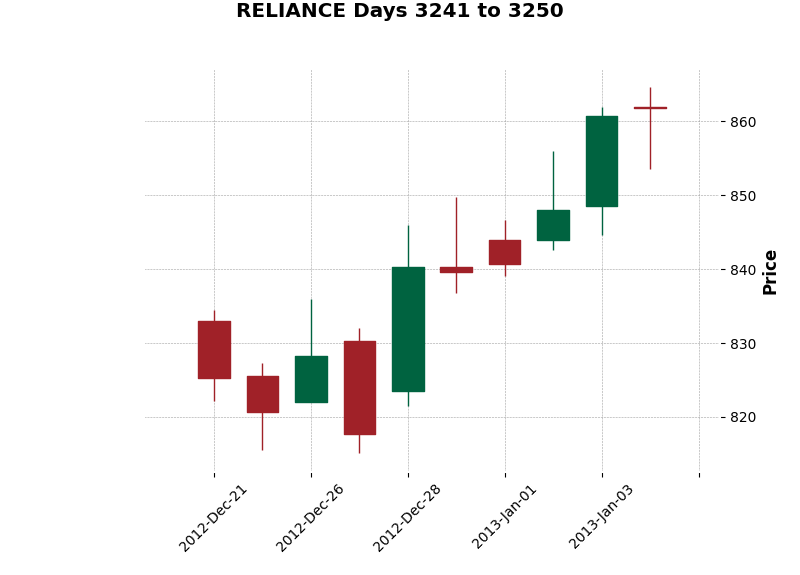 RELIANCE Days 3241 to 3250
860
850
840
830
820
Price
2012-Dec-21
2012-Dec-26
2012-Dec-28
2013-Jan-01
2013-Jan-03